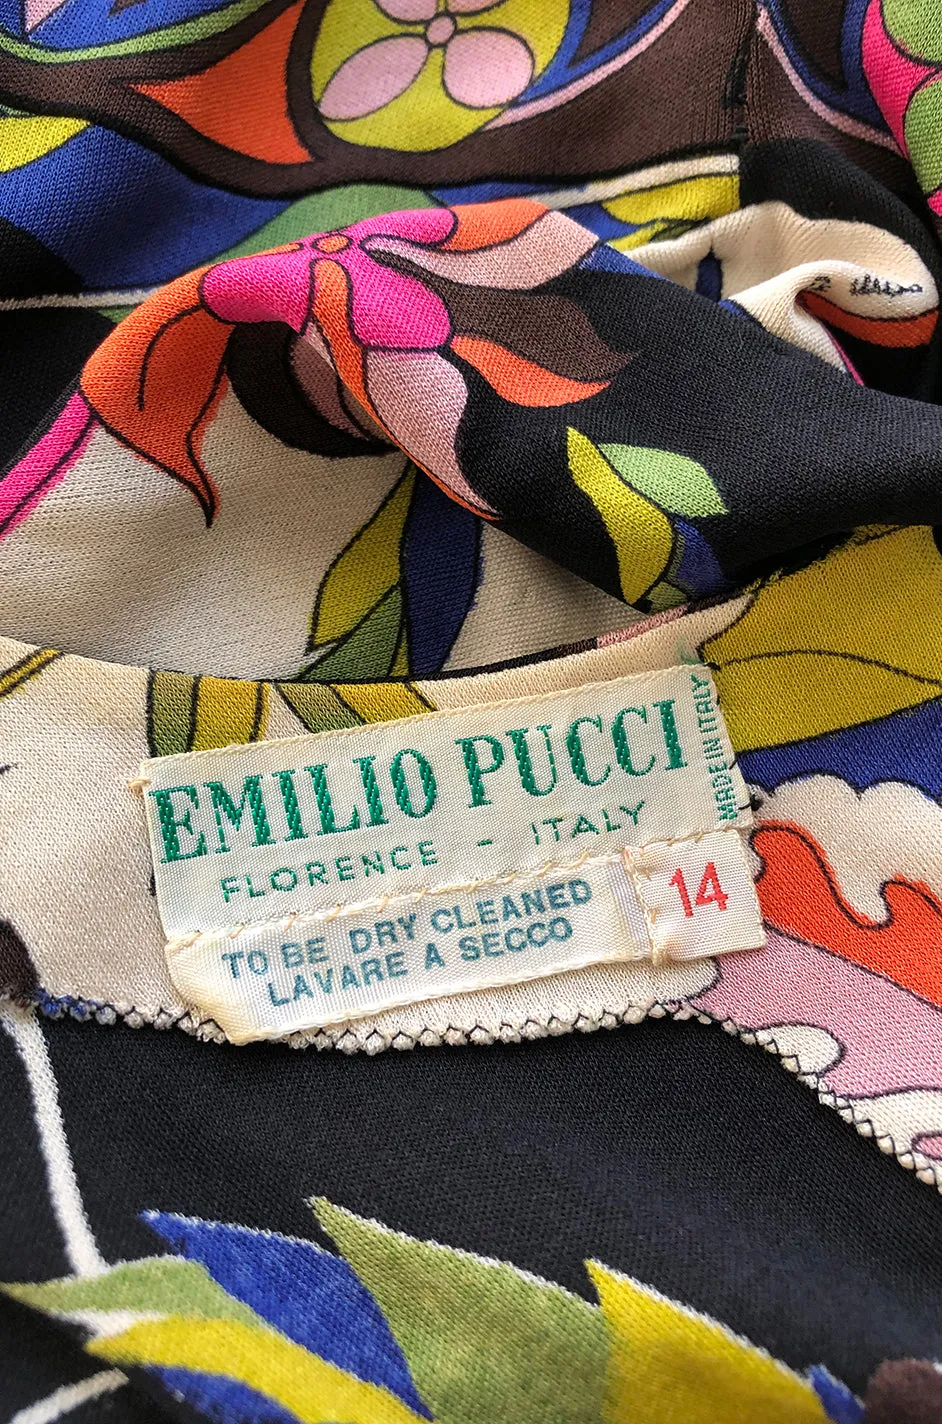 EMILIO PUCCI
MADE IN ITALY
FLORENCE - ITALY
14
TO BE DRY CLEANED
LAVARE A SECCO